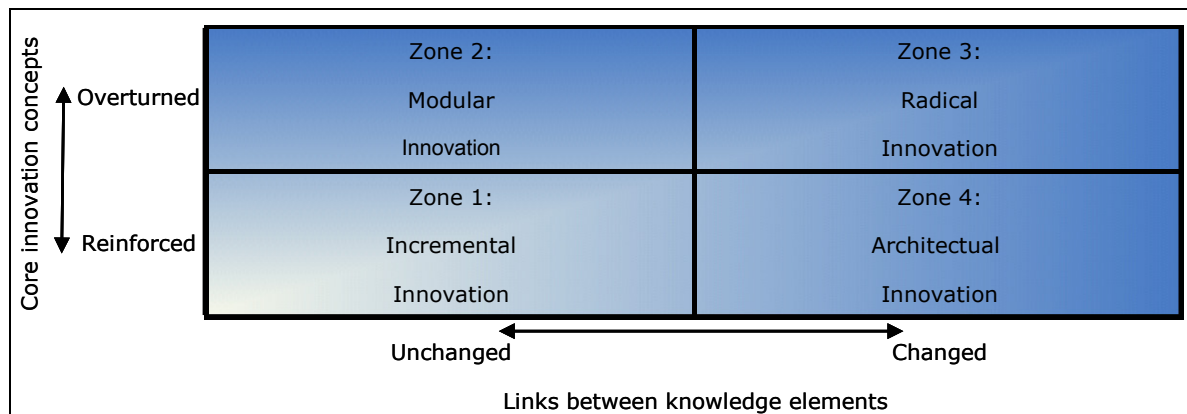 Core innovation concepts
Overturned
Reinforced
Zone 2:
Modular
Innovation
Zone 3:
Radical
Innovation
Zone 1:
Incremental
Innovation
Zone 4:
Architectual
Innovation
Unchanged
Changed
Links between knowledge elements